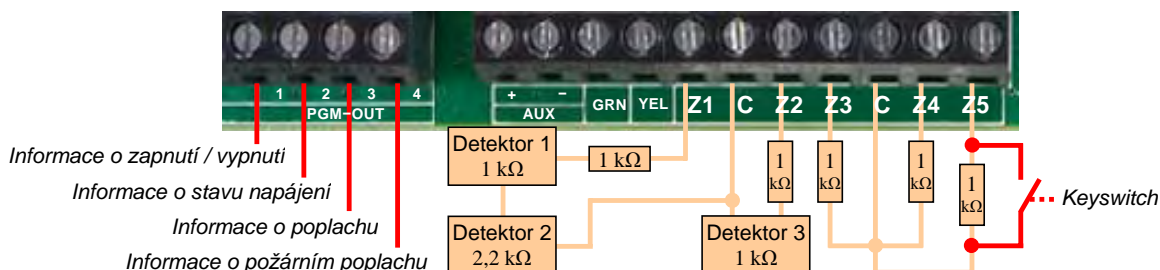 1 2 3 4
PGM-OUT
+ -
AUX
GRN YEL Z1 C Z2 Z3 C Z4 Z5
Informace o zapnutí / vypnutí
Informace o stavu napájení
Informace o poplachu
Informace o požárním poplachu
Detektor 1
1 kΩ
1 kΩ
Detektor 2
2,2 kΩ
1
kΩ
Detektor 3
1 kΩ
1
kΩ
1
kΩ
1
kΩ
Keyswitch